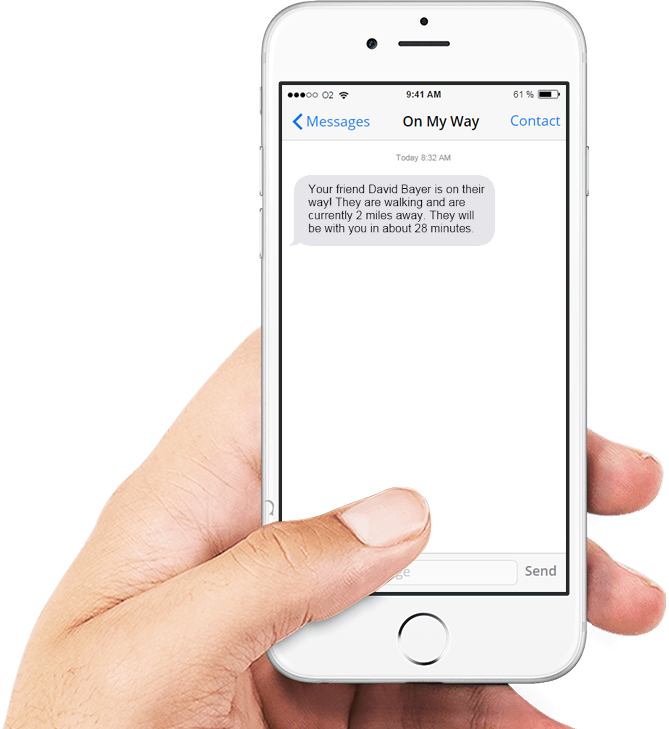 O2 9:41 AM 61 %
Messages On My Way Contact
Today 8:32 AM
Your friend David Bayer is on their
way! They are walking and are
currently 2 miles away. They will
be with you in about 28 minutes.
Send